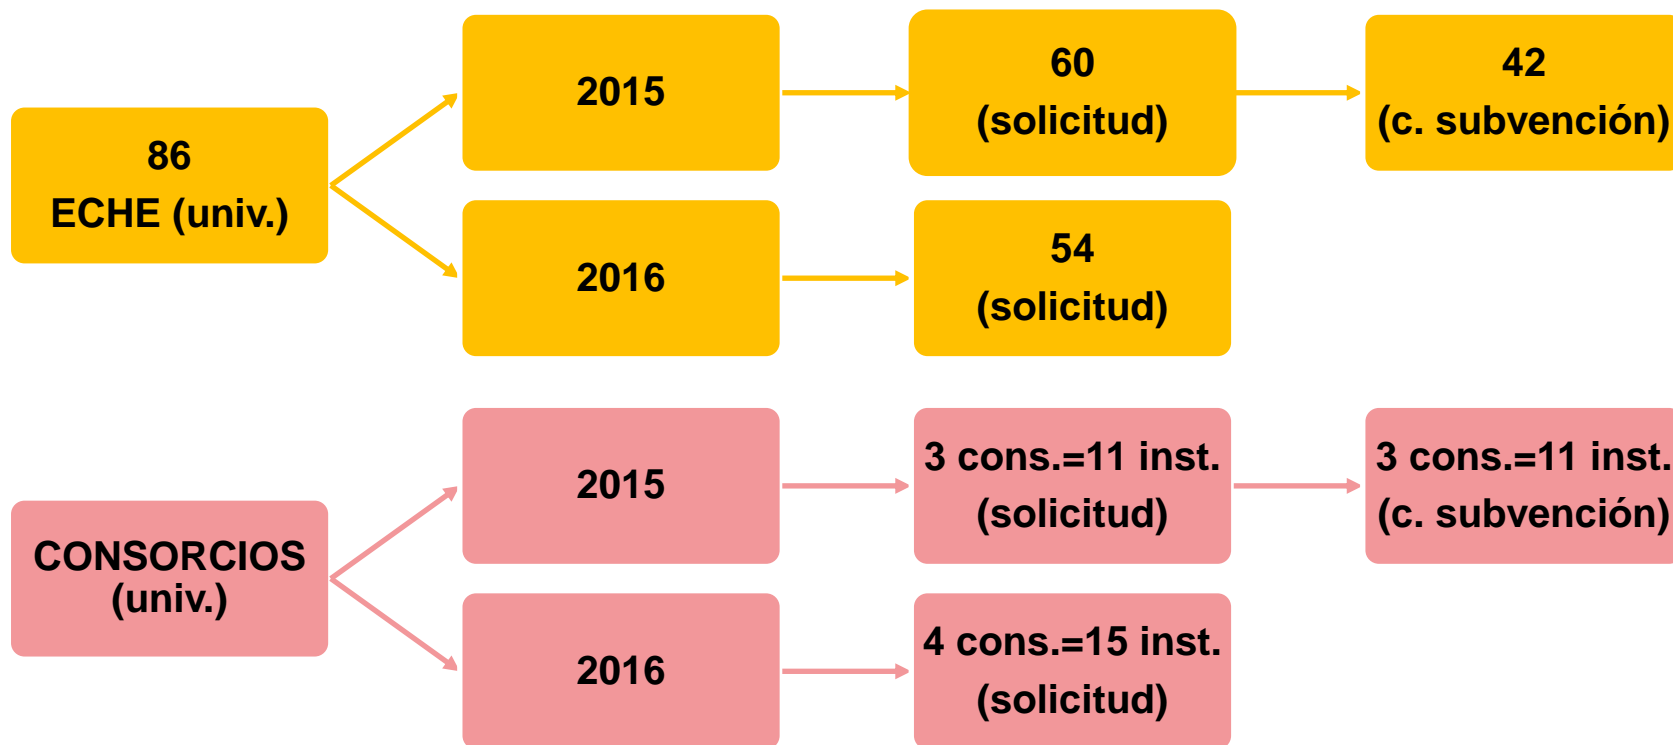 86
ECHE (univ.)
2015
60
(solicitud)
42
(c. subvención)
2016
54
(solicitud)
CONSORCIOS
(univ.)
2015
3 cons.=11 inst.
(solicitud)
3 cons.=11 inst.
(c. subvención)
2016
4 cons.=15 inst.
(solicitud)